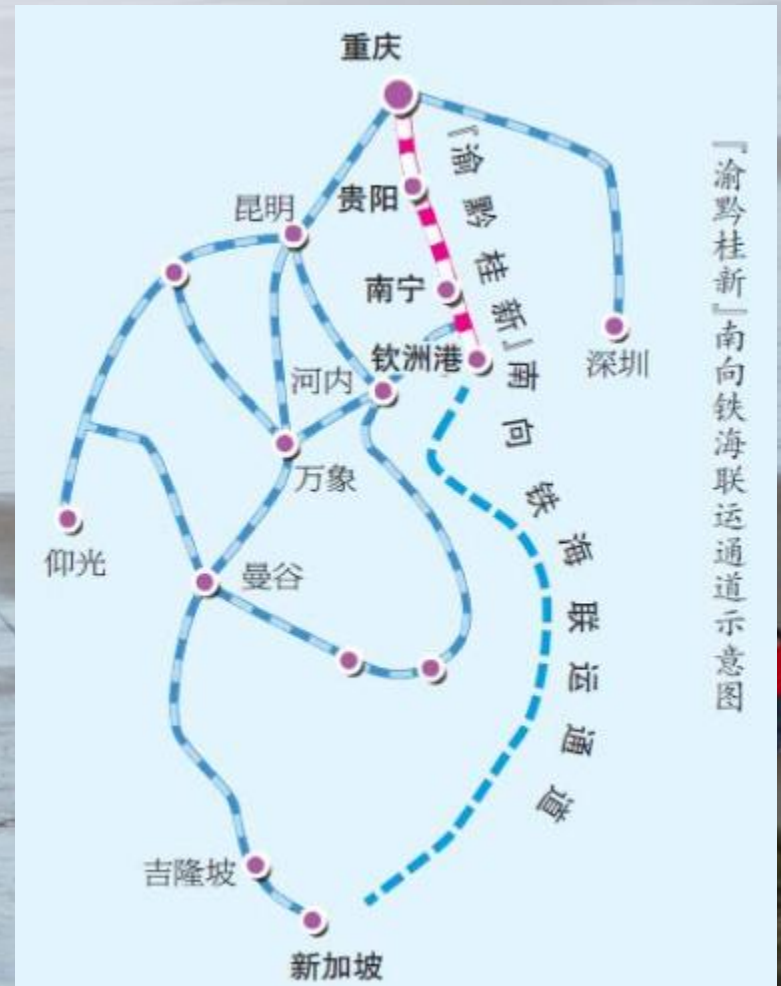 重庆
昆明
贵阳
南宁
钦洲港
河内
深圳
万象
仰光
曼谷
吉隆坡
新加坡
『渝黔桂新』南向铁海联运通道
『渝黔桂新』南向铁海联运通道示意图